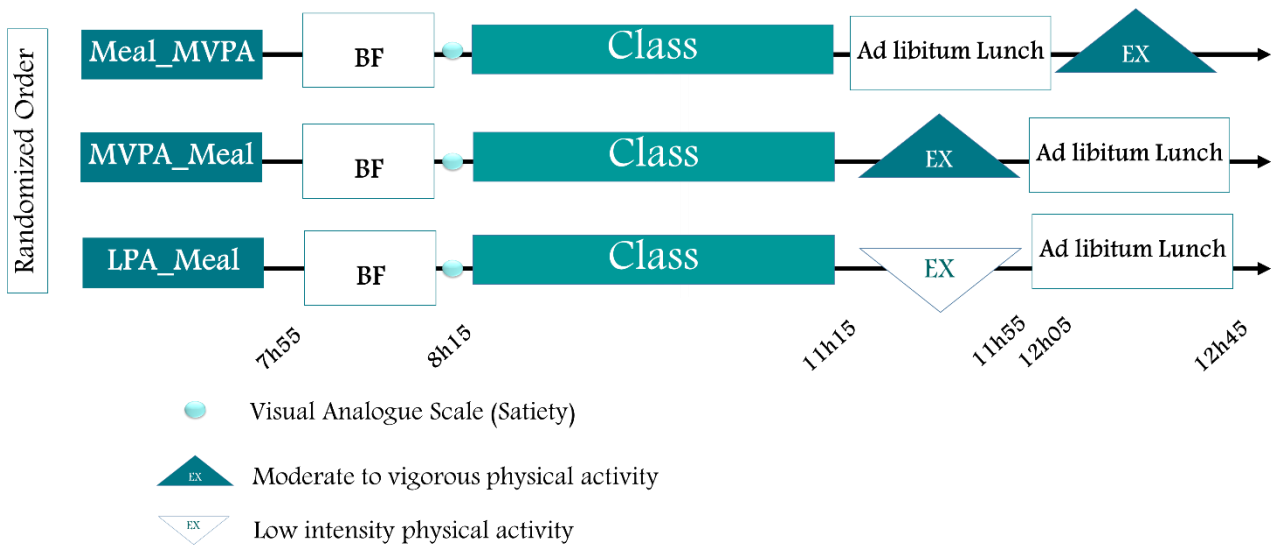 Randomized Order
Meal_MVPA
BF
Class
Ad libitum Lunch
EX
MVPA_Meal
BF
Class
EX
Ad libitum Lunch
LPA_Meal
BF
Class
EX
Ad libitum Lunch
7h55
8h15
11h15
11h55
12h05
12h45
Visual Analogue Scale (Satiety)
EX
Moderate to vigorous physical activity
EX
Low intensity physical activity